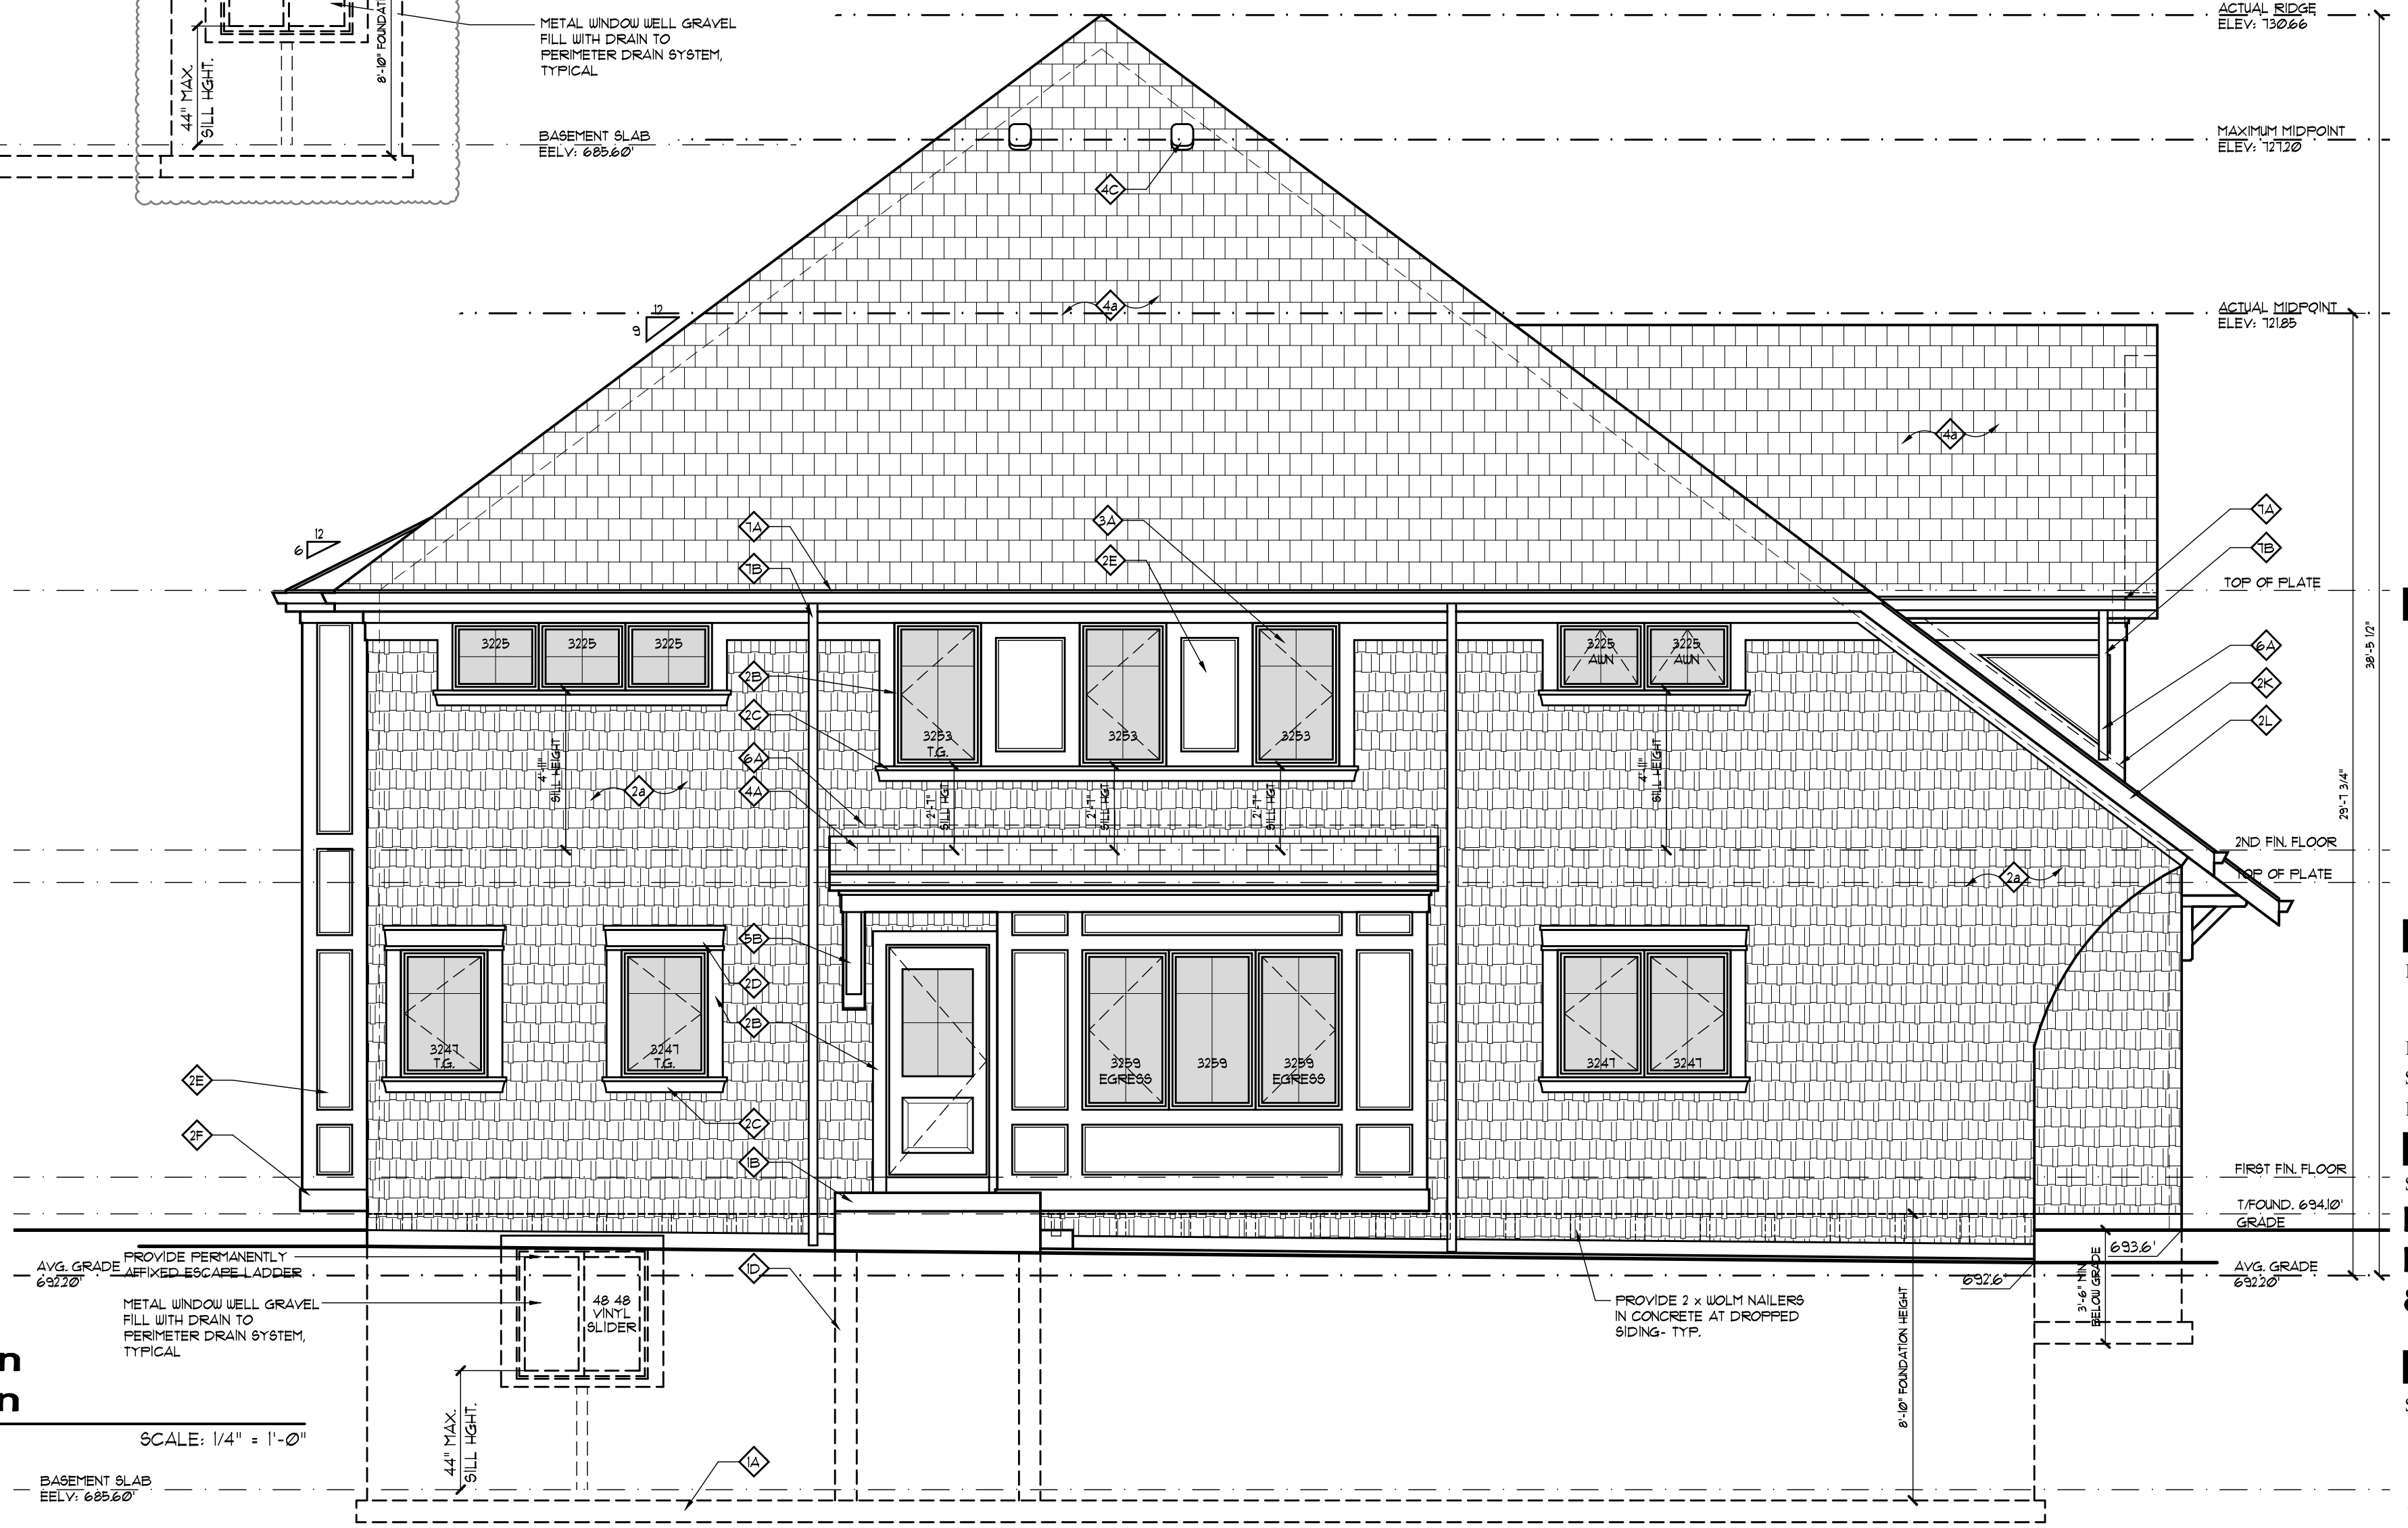 METAL WINDOW WELL GRAVEL
FILL WITH DRAIN TO
PERIMETER DRAIN SYSTEM,
TYPICAL
44" MAX.
SILL HGHT.
BASEMENT SLAB
EELV: 685.60'
ACTUAL RIDGE
ELEV: 730.66
MAXIMUM MIDPOINT
ELEV: 727.20
ACTUAL MIDPOINT
ELEV: 721.85
4C
4a
12
9
4a
12
6
7A
7B
3A
2E
7A
7B
TOP OF PLATE
38'-5 1/2"
3225
3225
3225
3225
AWN
3225
AWN
6A
2B
2K
2C
2L
3253
T.G.
3253
3253
6A
4'-11"
SILL HEIGHT
4'-11"
SILL HEIGHT
2a
4A
2'-7"
SILL HGT
2'-7"
SILL HGT
2'-7"
SILL HGT
29'-7 3/4"
2ND FIN. FLOOR
TOP OF PLATE
2a
5B
2D
2B
3247
T.G.
3247
T.G.
3259
EGRESS
3259
3259
EGRESS
3247
3247
2E
2C
2F
1B
FIRST FIN. FLOOR
T/FOUND. 694.10'
GRADE
693.6'
AVG. GRADE
692.20'
PROVIDE PERMANENTLY
AFFIXED ESCAPE LADDER
1D
692.6'
3'-6" MIN.
BELOW GRADE
AVG. GRADE
692.20'
METAL WINDOW WELL GRAVEL
FILL WITH DRAIN TO
PERIMETER DRAIN SYSTEM,
TYPICAL
48 48
VINYL
SLIDER
PROVIDE 2 x WOLM NAILERS
IN CONCRETE AT DROPPED
SIDING- TYP.
8'-10" FOUNDATION HEIGHT
n
n
SCALE: 1/4" = 1'-0"
44" MAX.
SILL HGHT.
1A
BASEMENT SLAB
EELV: 685.60'